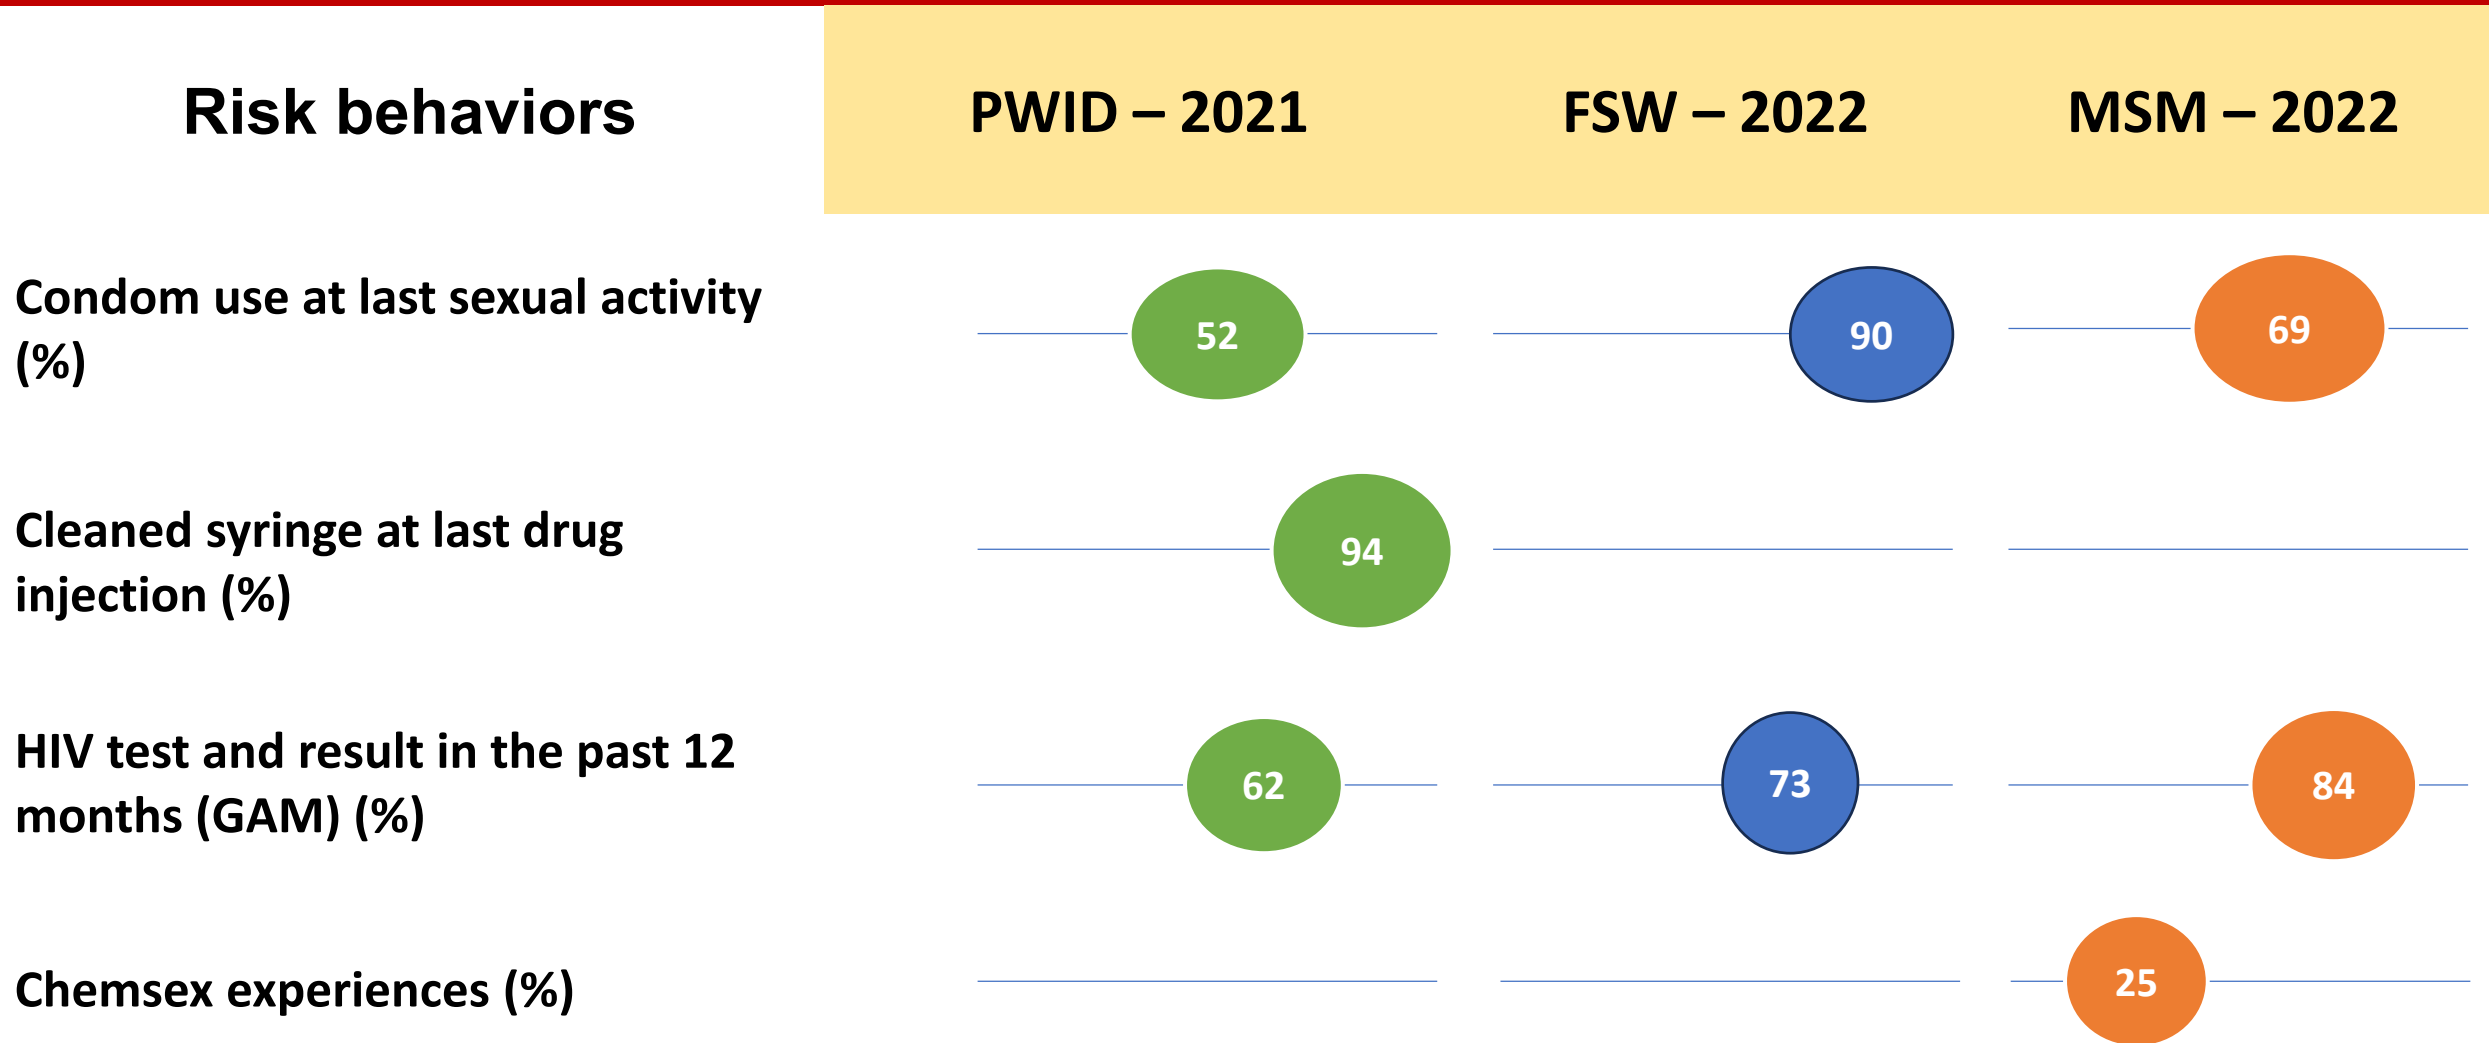 Risk behaviors
PWID – 2021
FSW – 2022
MSM – 2022
Condom use at last sexual activity
(%)
52
90
69
Cleaned syringe at last drug
injection (%)
94
HIV test and result in the past 12
months (GAM) (%)
62
73
84
Chemsex experiences (%)
25